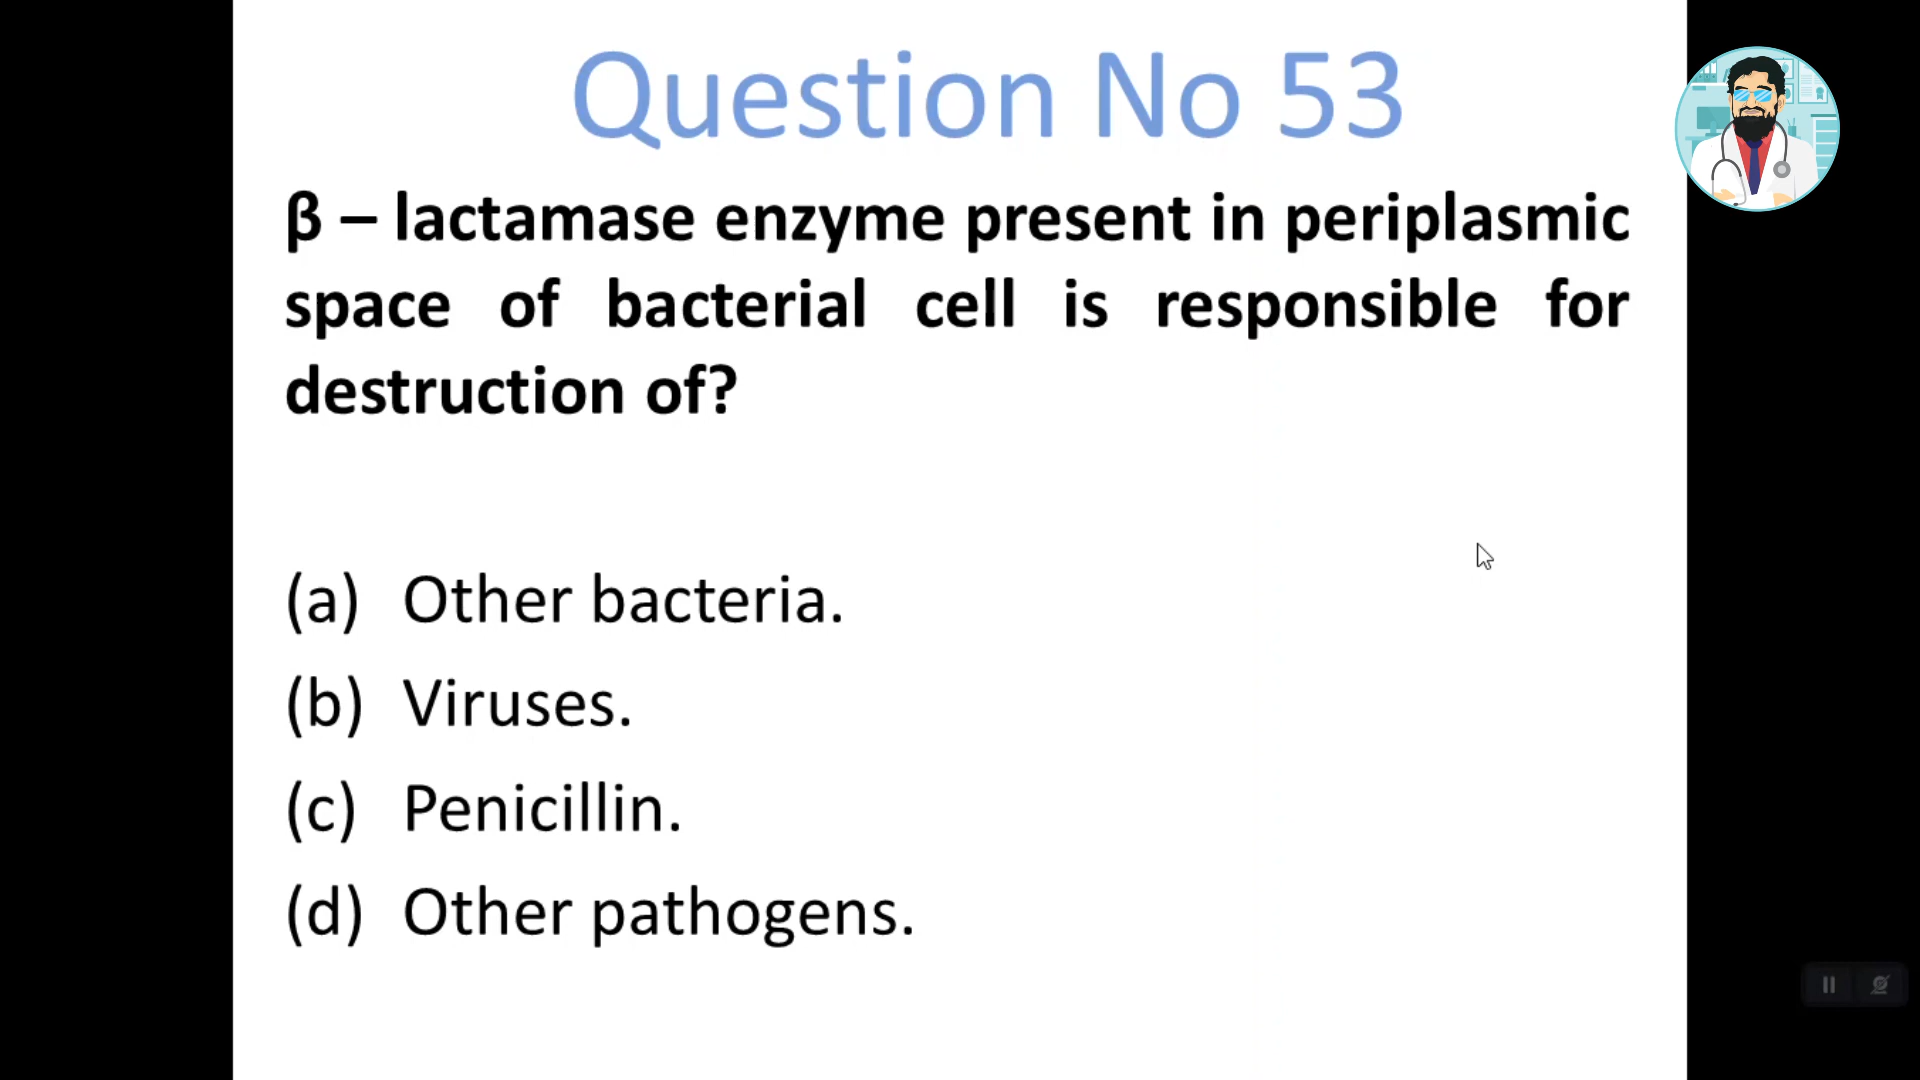 Question No 53
β – lactamase enzyme present in periplasmic
space of bacterial cell is responsible for
destruction of?
(a) Other bacteria.
(b) Viruses.
(c) Penicillin.
(d) Other pathogens.